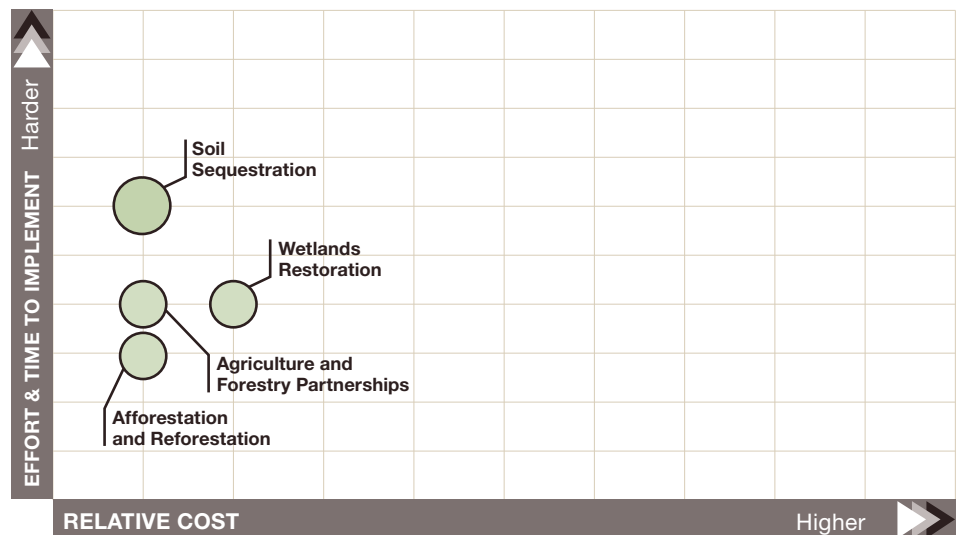 Harder
EFFORT & TIME TO IMPLEMENT
Soil
Sequestration
Wetlands
Restoration
Agriculture and
Forestry Partnerships
Afforestation
and Reforestation
RELATIVE COST
Higher